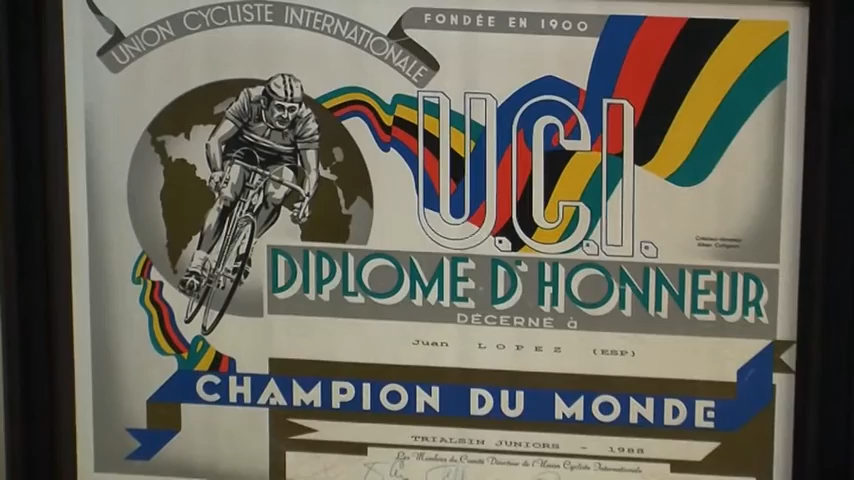 UNION CYCLISTE INTERNATIONALE
FONDÉE EN 1900
U.C.I.
DIPLOME D'HONNEUR
DÉCERNÉ à
Juan LOPEZ (ESP)
CHAMPION DU MONDE
TRIALSIN JUNIORS - 1988
Les Membres du Comité Directeur de l'Union Cycliste Internationale